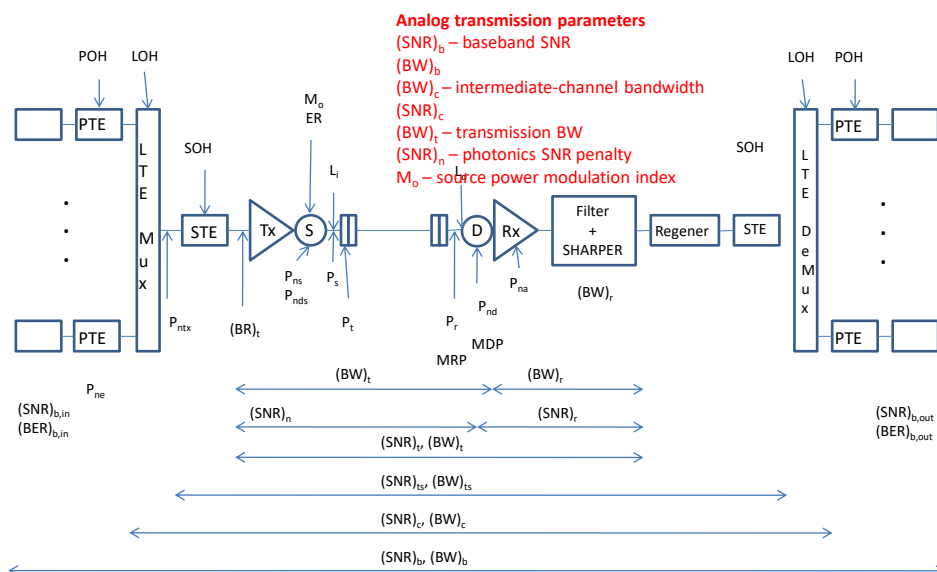 Analog transmission parameters
(SNR)b – baseband SNR
(BW)b
(BW)c – intermediate-channel bandwidth
(SNR)c
(BW)t – transmission BW
(SNR)n – photonics SNR penalty
Mo – source power modulation index
POH
LOH
LOH
POH
PTE
Mo
ER
PTE
SOH
SOH
Li
Ld
LTE Mux
STE
Tx
S
D
Rx
Filter
+
SHARPER
Regener
STE
LTE DeMux
Pns
Pnds
Ps
Pna
Pnd
(BW)r
Pntx
(BR)t
Pt
Pr
PTE
MDP
PTE
MRP
(BW)t
(BW)r
Pne
(SNR)b,in
(BER)b,in
(SNR)n
(SNR)r
(SNR)b,out
(BER)b,out
(SNR)t, (BW)t
(SNR)ts, (BW)ts
(SNR)c, (BW)c
(SNR)b, (BW)b